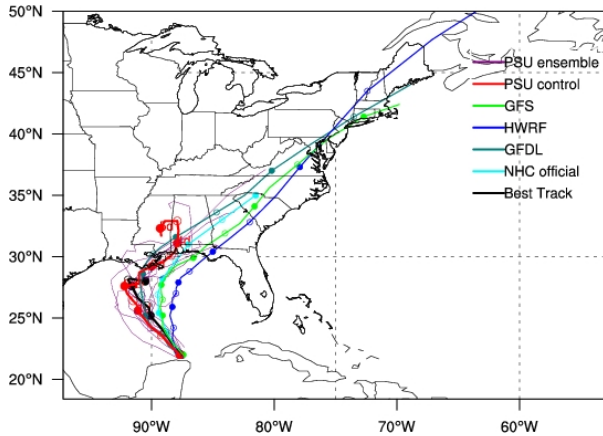 50°N
45°N
40°N
35°N
30°N
25°N
20°N
90°W
80°W
70°W
60°W
PSU ensemble
PSU control
GFS
HWRF
GFDL
NHC official
Best Track